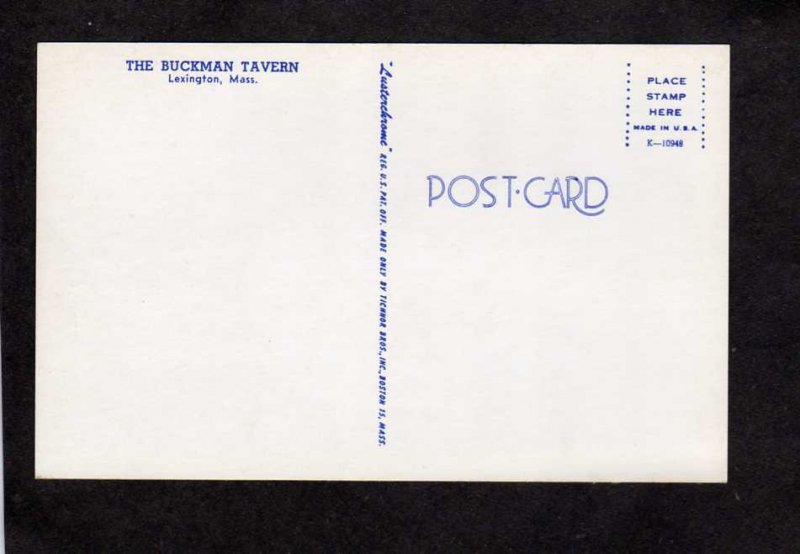 THE BUCKMAN TAVERN
Lexington, Mass.
"Lusterchrome" REG. U.S. PAT. OFF. MADE ONLY BY TICHNOR BROS., INC., BOSTON 15, MASS.
PLACE
STAMP
HERE
MADE IN U.S.A.
K—10948
POST·CARD